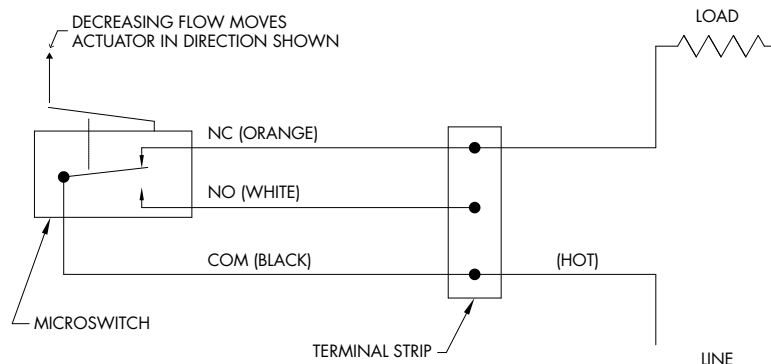 DECREASING FLOW MOVES
ACTUATOR IN DIRECTION SHOWN
LOAD
NC (ORANGE)
NO (WHITE)
COM (BLACK)
(HOT)
MICROSWITCH
TERMINAL STRIP
LINE